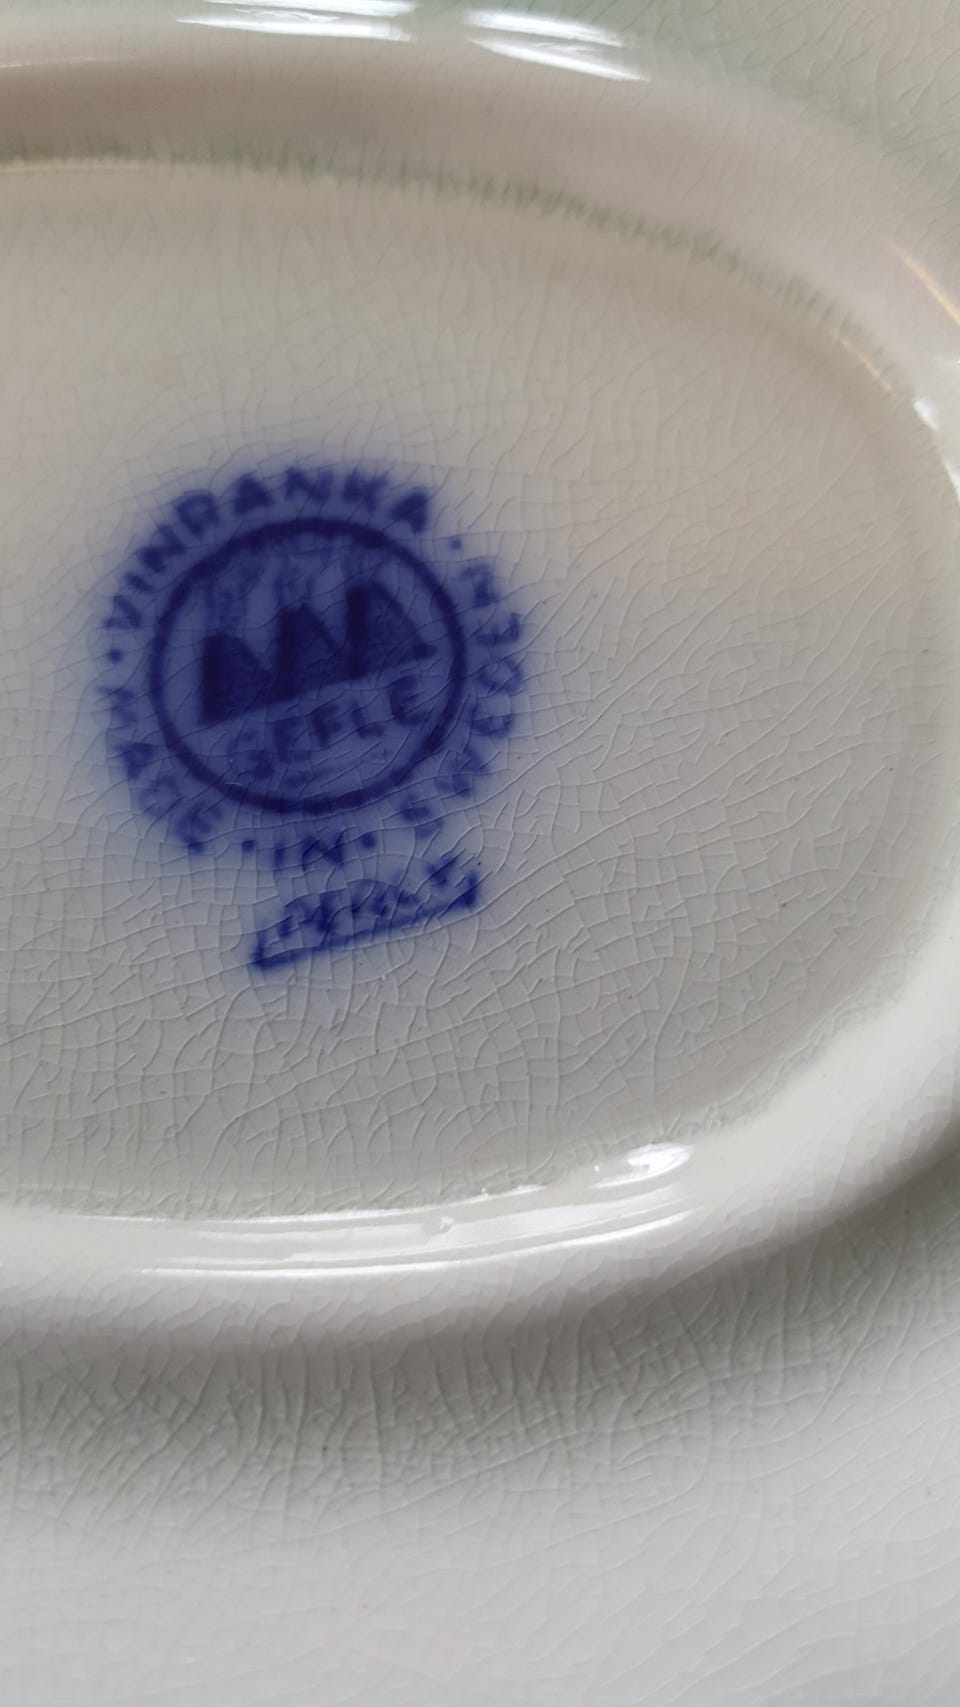 VINRANKA
GEFLE
MADE · IN · SWEDEN